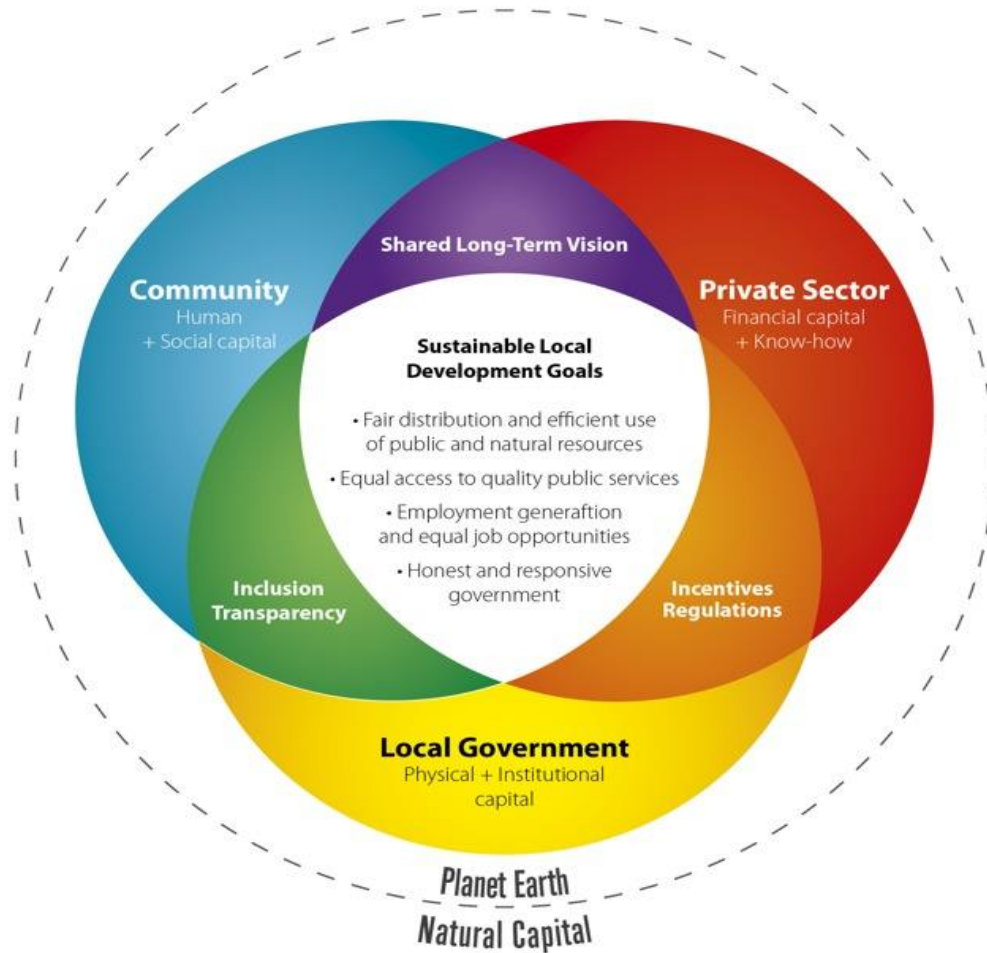 Shared Long-Term Vision
Community
Human
+ Social capital
Private Sector
Financial capital
+ Know-how
Sustainable Local
Development Goals
• Fair distribution and efficient use
of public and natural resources
• Equal access to quality public services
• Employment generaftion
and equal job opportunities
• Honest and responsive
government
Inclusion
Transparency
Incentives
Regulations
Local Government
Physical + Institutional
capital
Planet Earth
Natural Capital